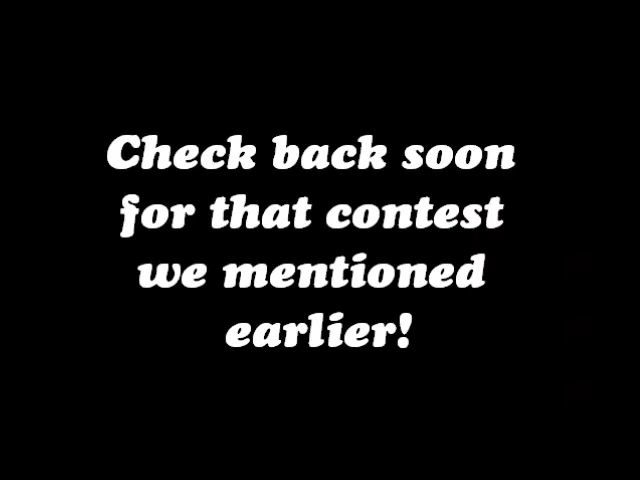 Check back soon
for that contest
we mentioned
earlier!